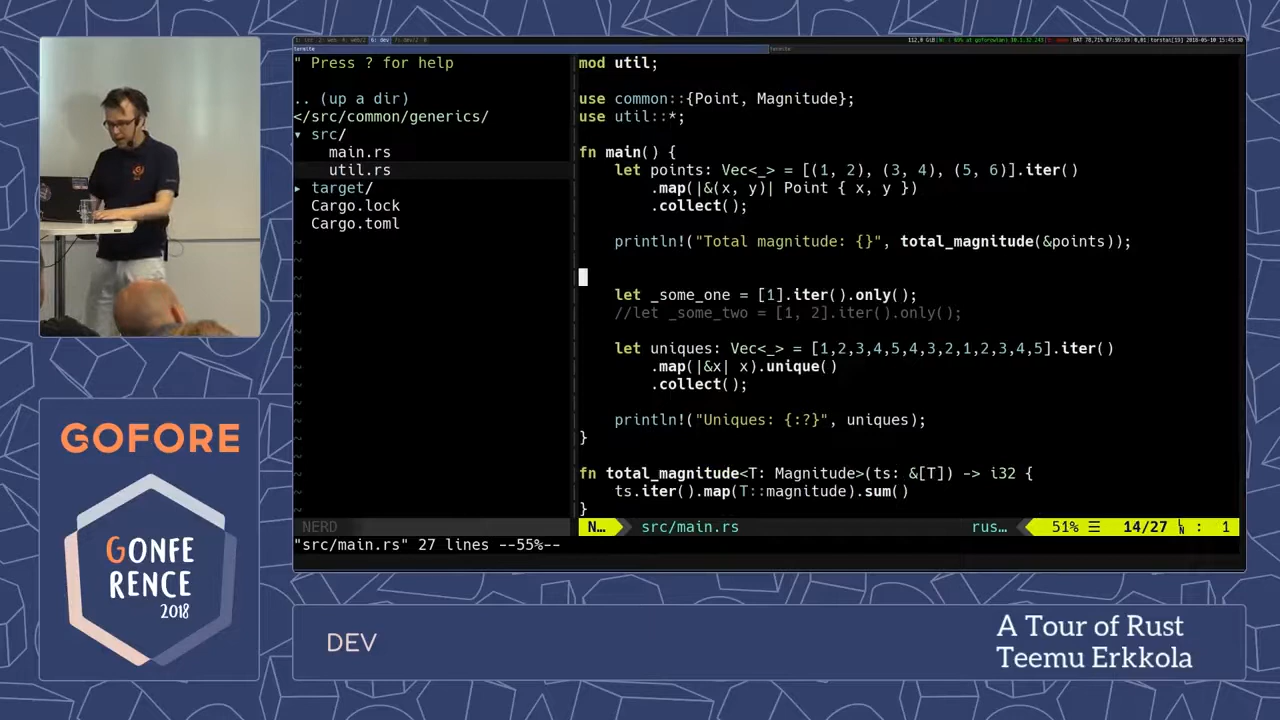 " Press ? for help
.. (up a dir)
</src/common/generics/
▾ src/
main.rs
util.rs
▸ target/
Cargo.lock
Cargo.toml
NERD
mod util;
use common::{Point, Magnitude};
use util::*;
fn main() {
let points: Vec<_> = [(1, 2), (3, 4), (5, 6)].iter()
.map(|&(x, y)| Point { x, y })
.collect();
println!("Total magnitude: {}", total_magnitude(&points));
let _some_one = [1].iter().only();
//let _some_two = [1, 2].iter().only();
let uniques: Vec<_> = [1,2,3,4,5,4,3,2,1,2,3,4,5].iter()
.map(|&x| x).unique()
.collect();
println!("Uniques: {:?}", uniques);
}
fn total_magnitude<T: Magnitude>(ts: &[T]) -> i32 {
ts.iter().map(T::magnitude).sum()
}
N… src/main.rs rus… 51% ☰ 14/27 : 1
"src/main.rs" 27 lines --55%--
GOFORE
GONFE
RENCE
2018
DEV
A Tour of Rust
Teemu Erkkola